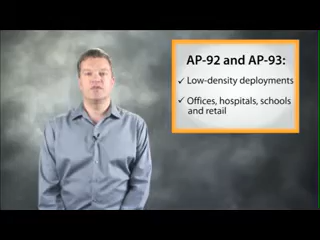 AP-92 and AP-93:
✓ Low-density deployments
✓ Offices, hospitals, schools
and retail